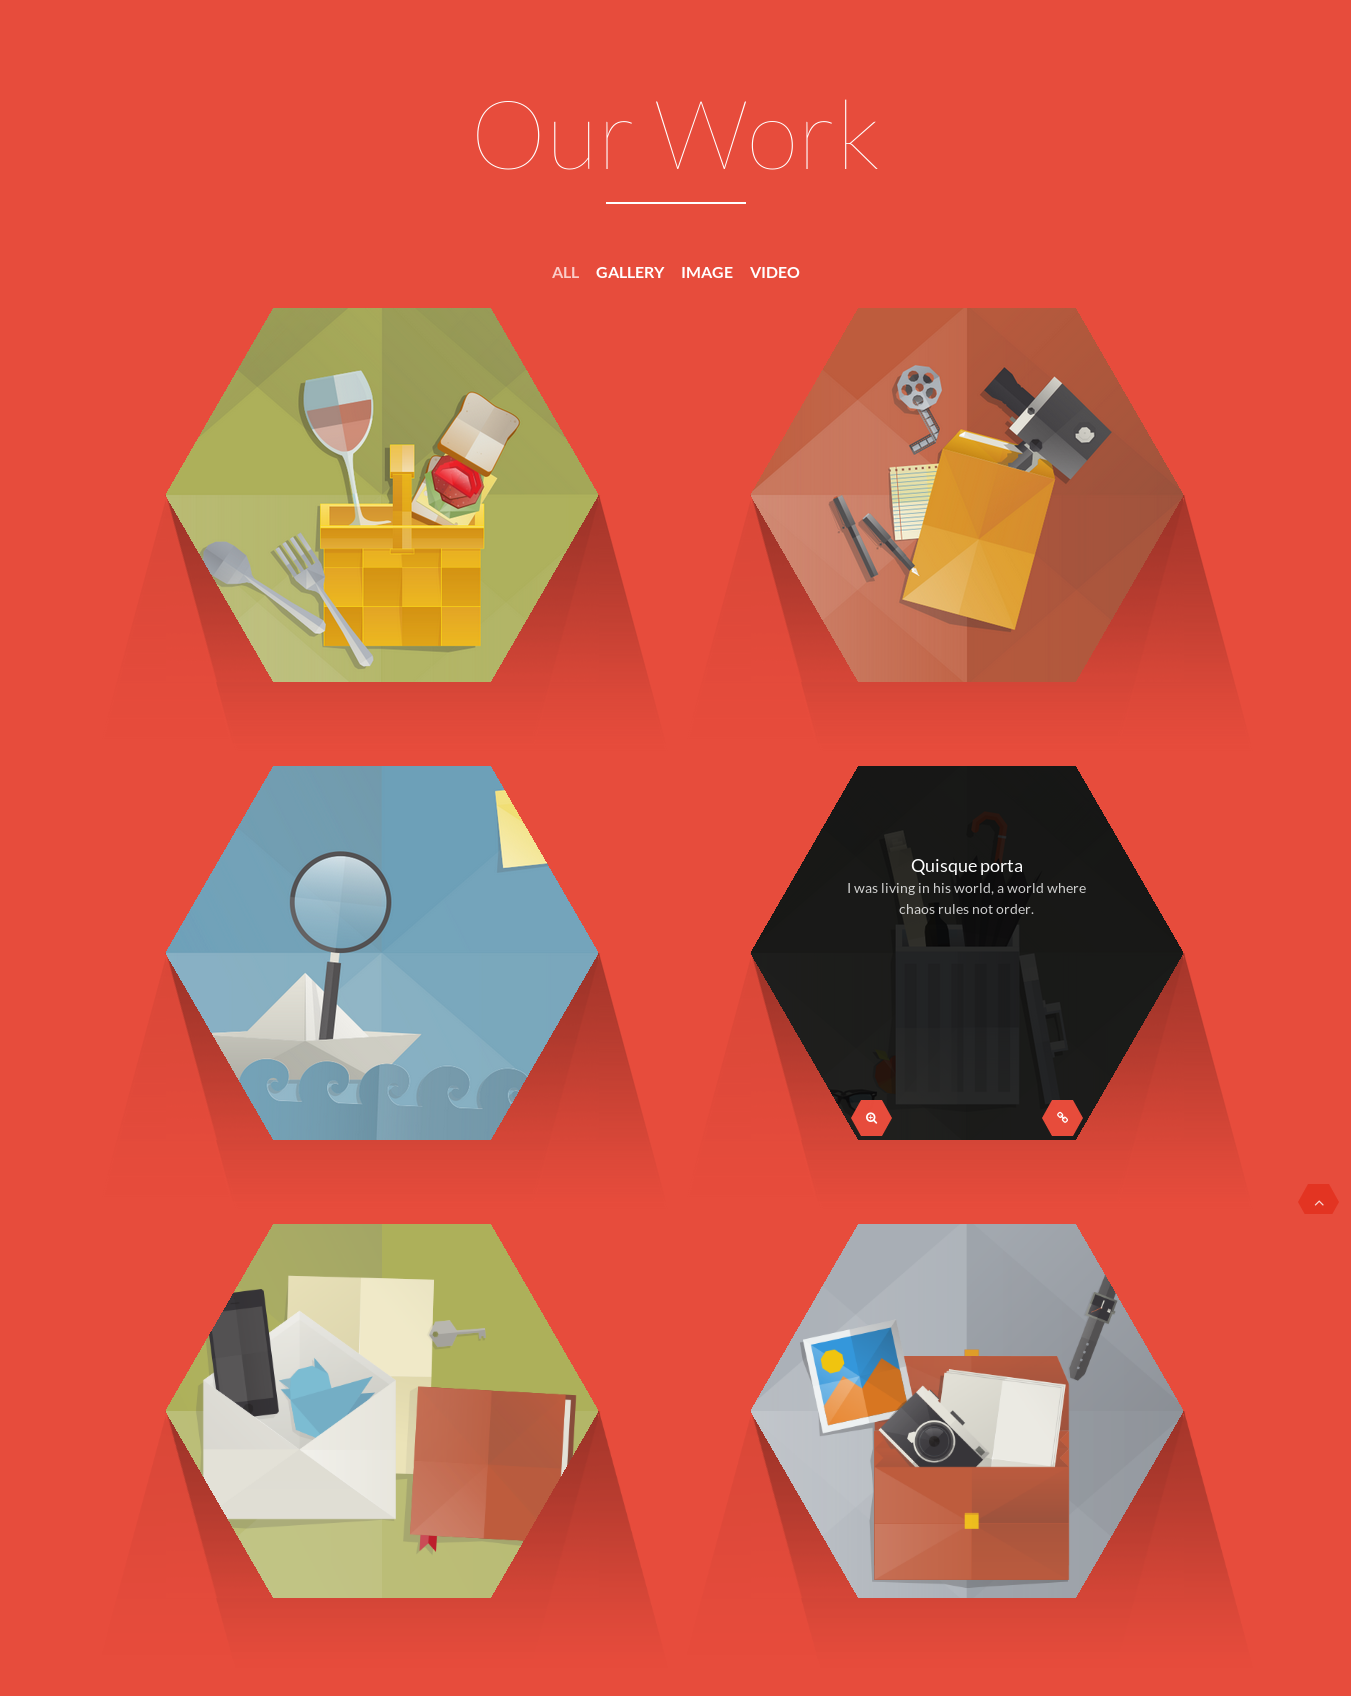 Our Work
ALL GALLERY IMAGE VIDEO
Quisque porta
I was living in his world, a world where
chaos rules not order.